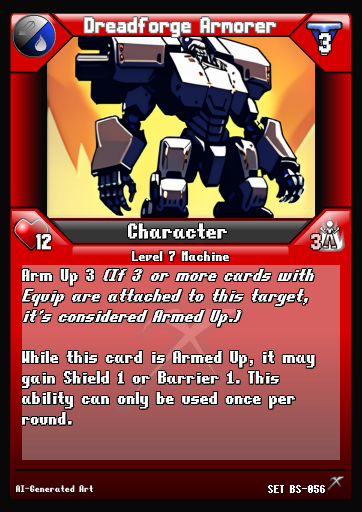 Dreadforge Armorer
3
12
Character
3
Level 7 Machine
Arm Up 3 (If 3 or more cards with
Equip are attached to this target,
it's considered Armed Up.)
While this card is Armed Up, it may
gain Shield 1 or Barrier 1. This
ability can only be used once per
round.
AI-Generated Art
SET BS-056